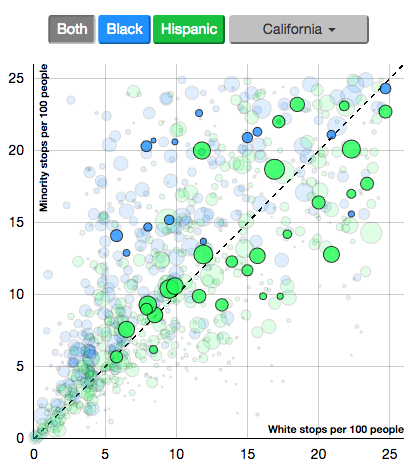 Both Black Hispanic California
Minority stops per 100 people
25
20
15
10
5
0
White stops per 100 people
0 5 10 15 20 25